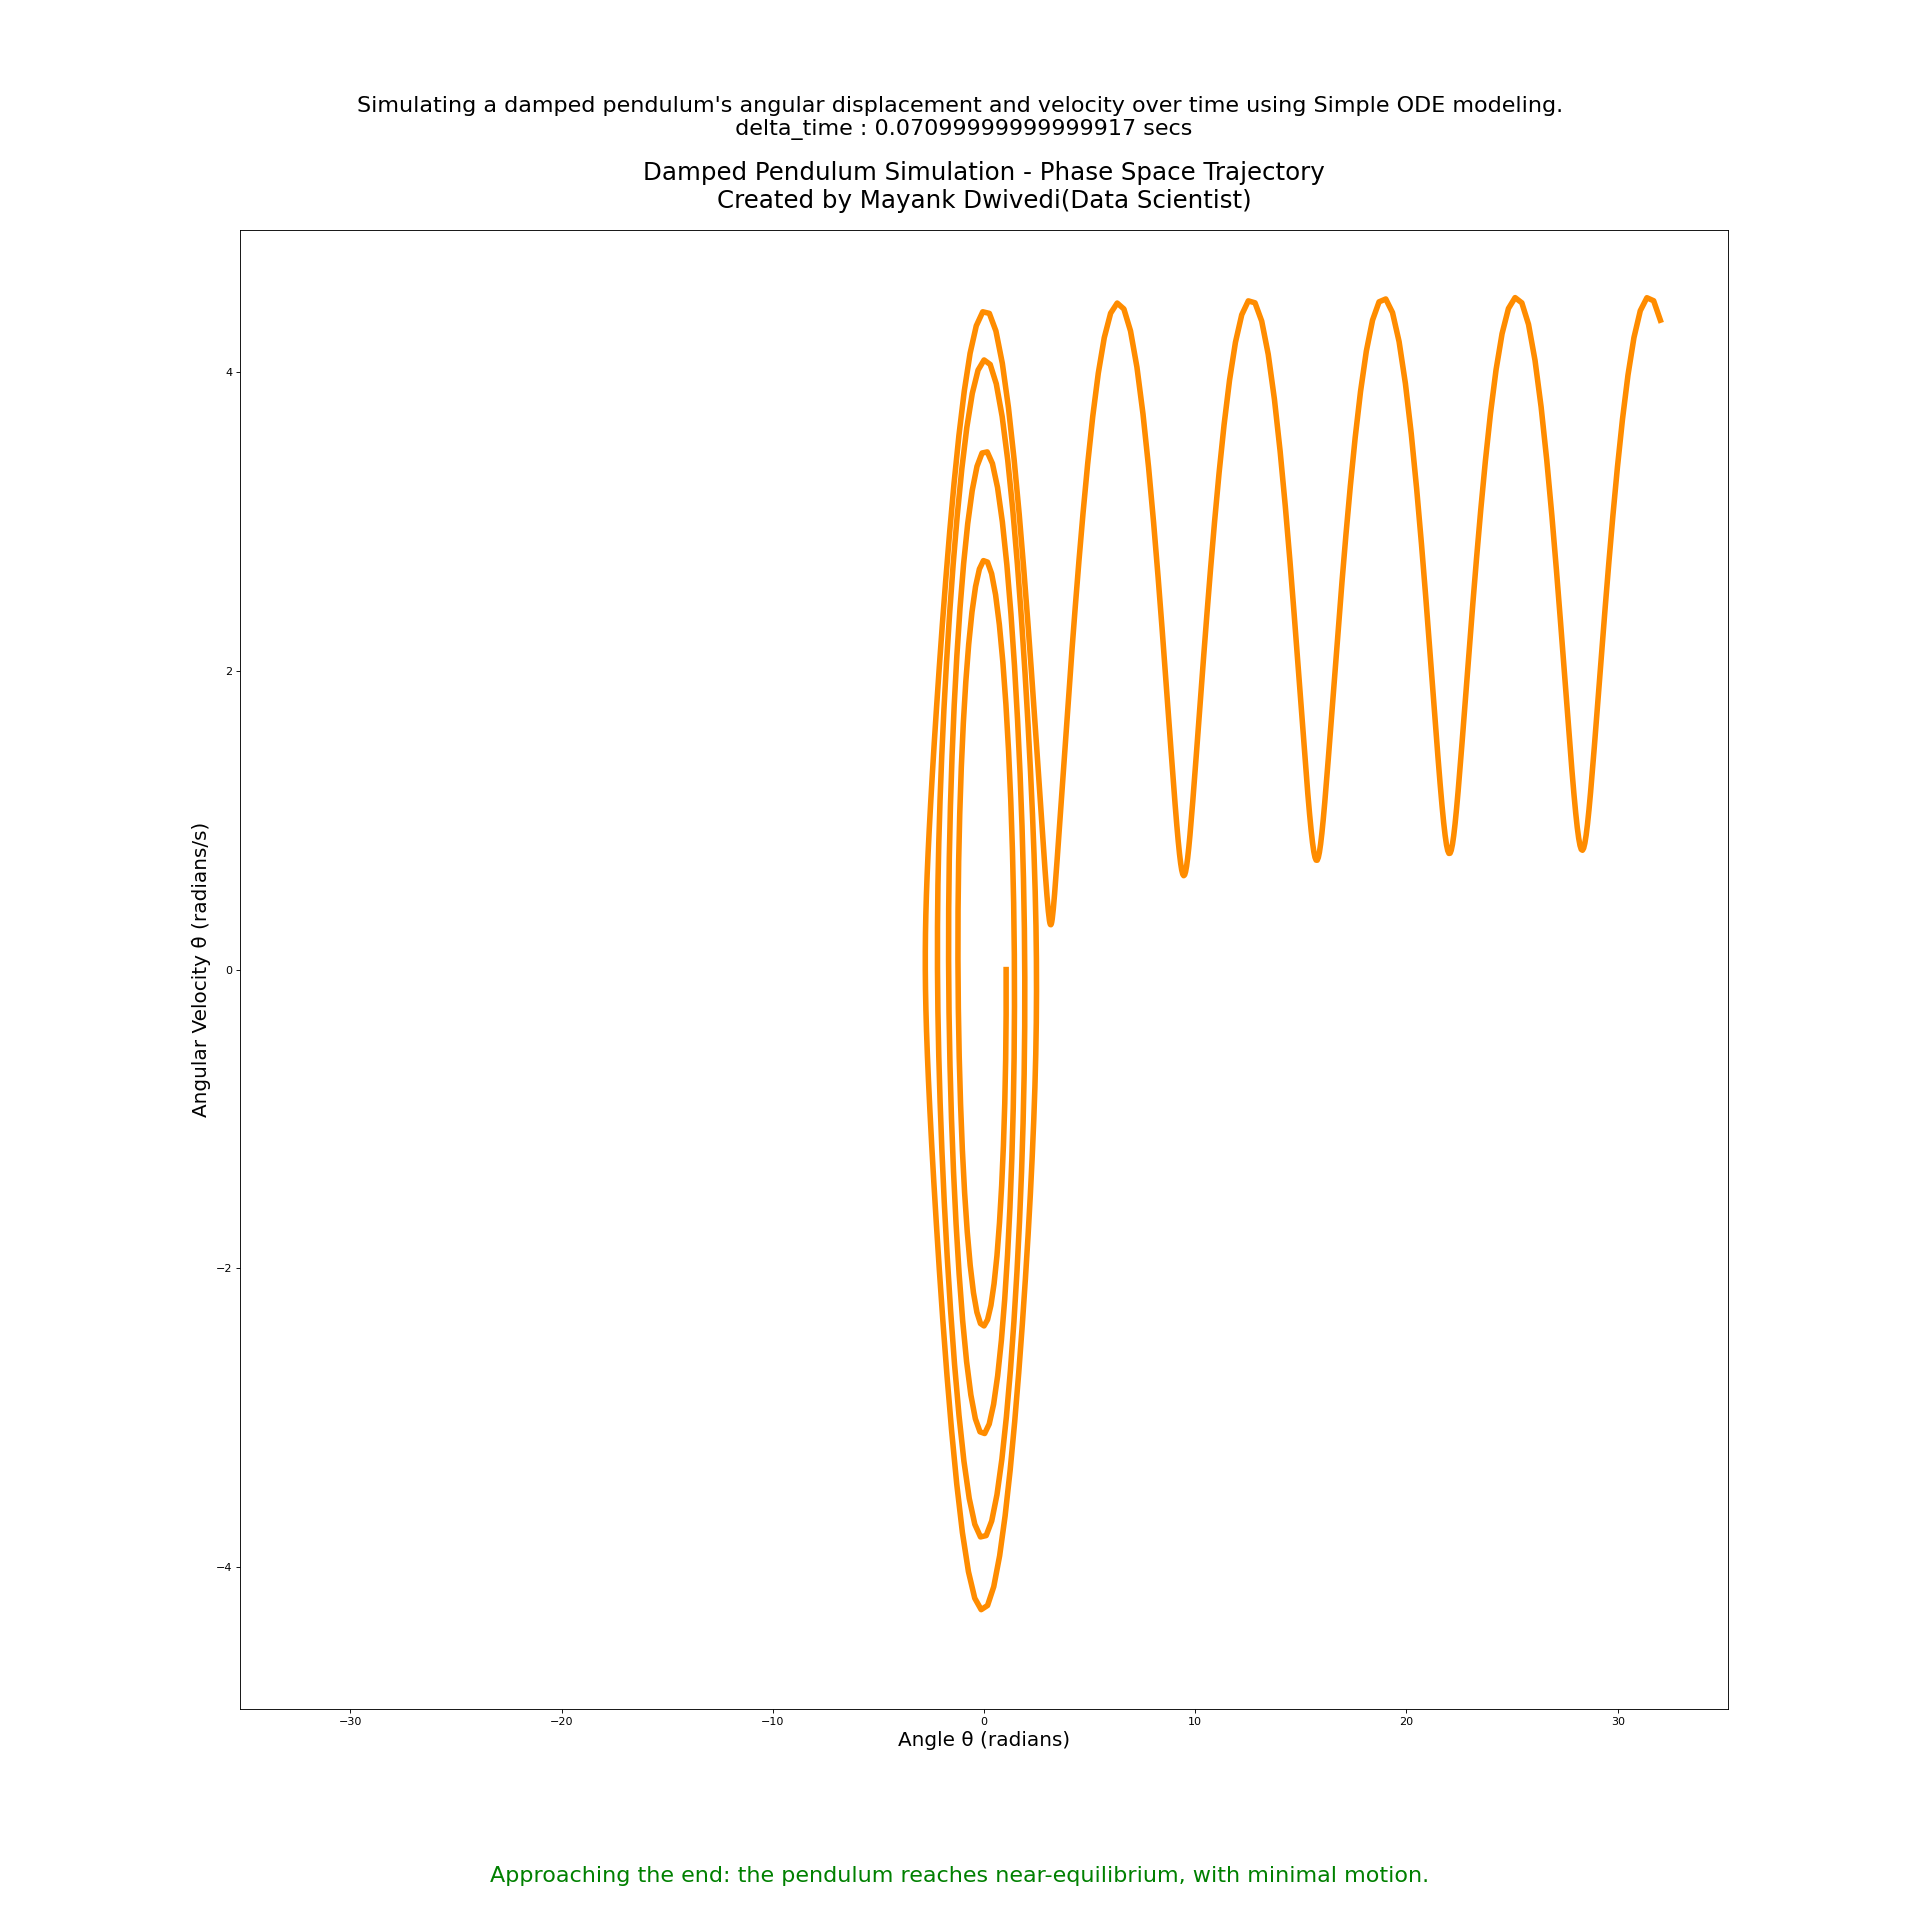 Simulating a damped pendulum's angular displacement and velocity over time using Simple ODE modeling.
delta_time : 0.07099999999999917 secs
Damped Pendulum Simulation - Phase Space Trajectory
Created by Mayank Dwivedi(Data Scientist)
Angular Velocity θ (radians/s)
4
2
0
−2
−4
−30
−20
−10
0
10
20
30
Angle θ (radians)
Approaching the end: the pendulum reaches near-equilibrium, with minimal motion.